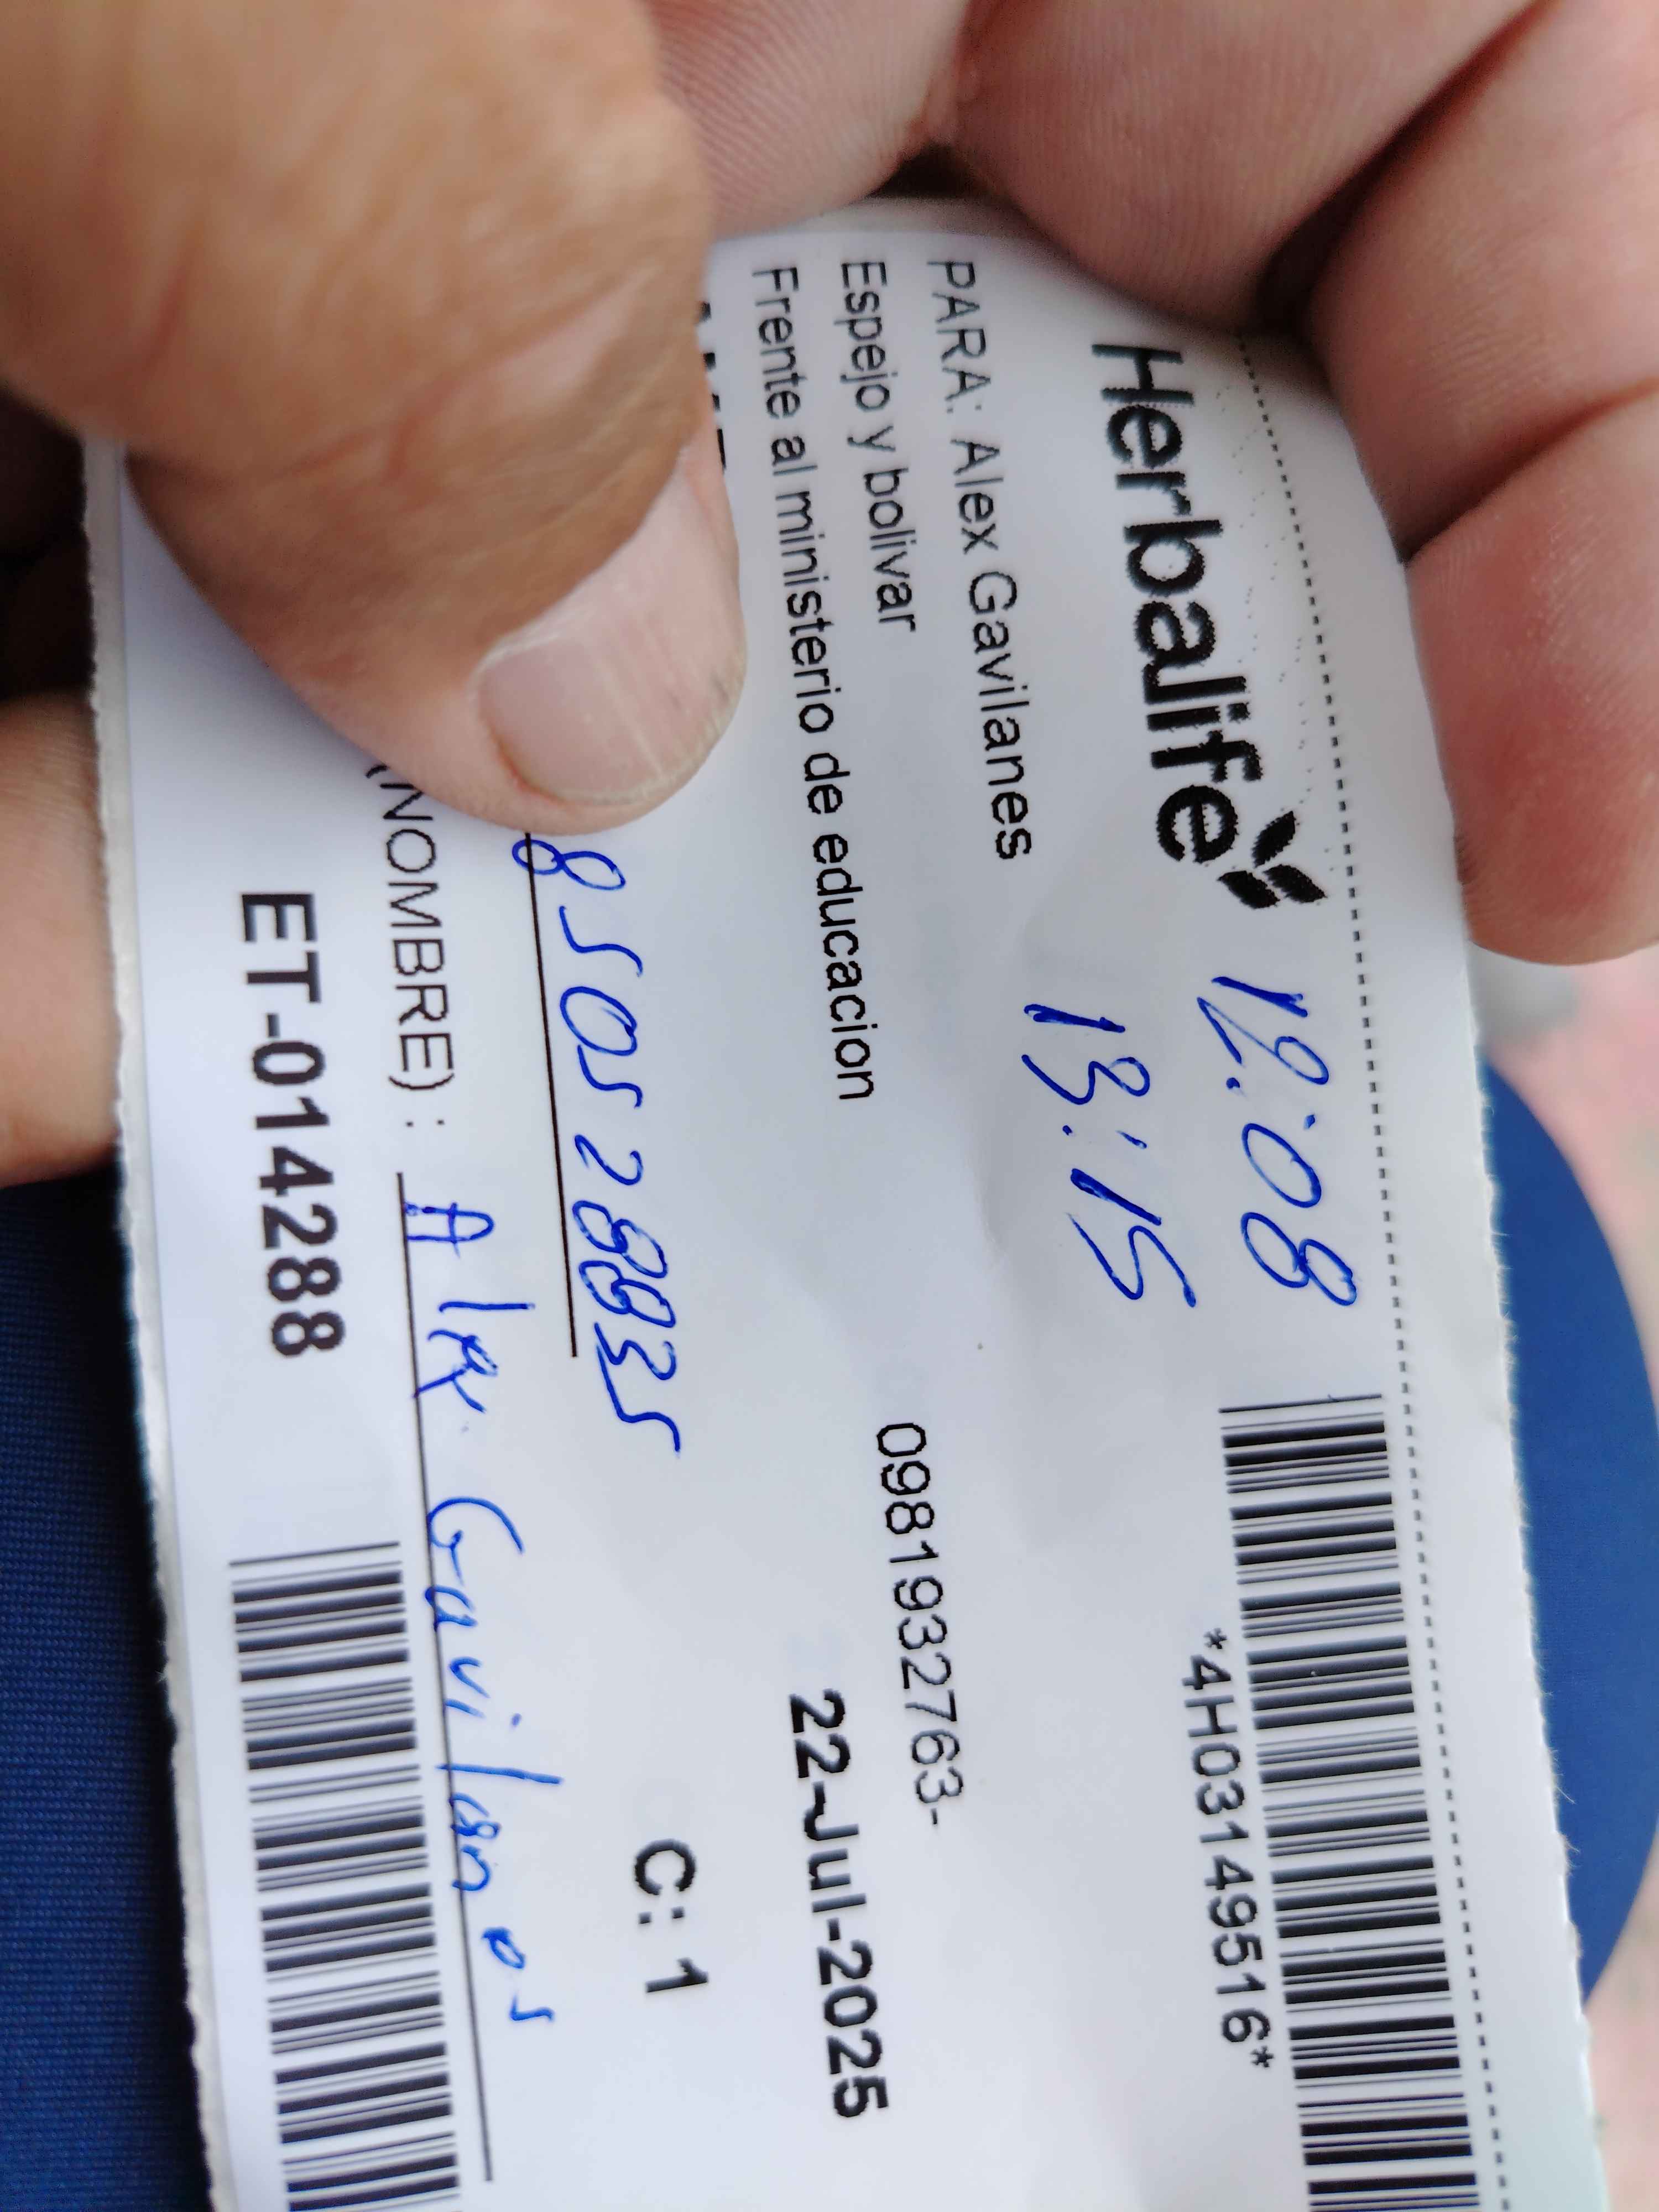 Herbalife
12:08
*4H03149516*
PARA: Alex Gavilanes
13:15
Espejo y bolivar
0981932763-
Frente al ministerio de educacion
22-Jul-2025
C: 1
(NOMBRE) : Alex Gavilanes
ET-014288